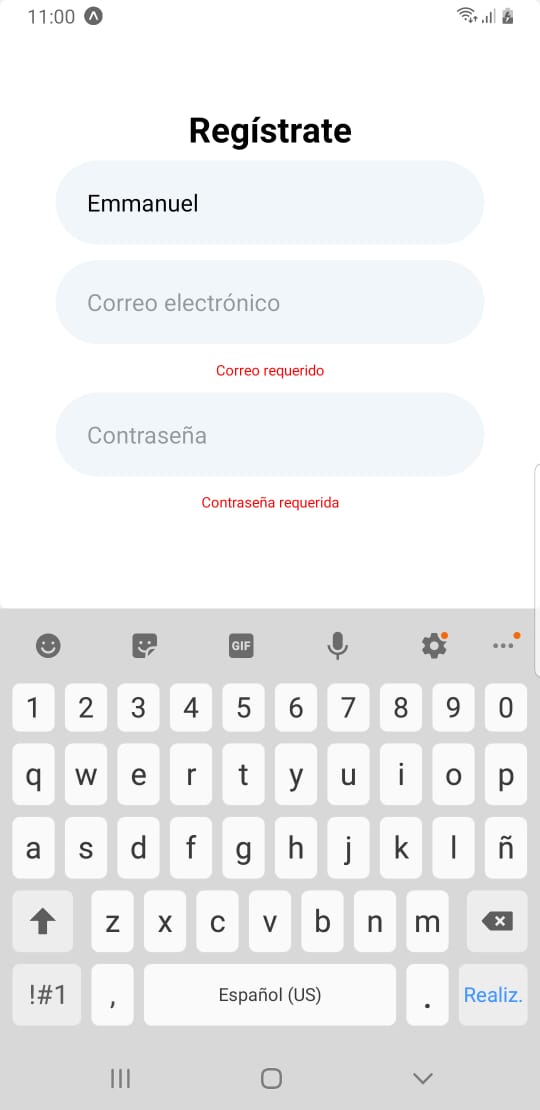 11:00
Regístrate
Emmanuel
Correo electrónico
Correo requerido
Contraseña
Contraseña requerida
GIF
1 2 3 4 5 6 7 8 9 0
q w e r t y u i o p
a s d f g h j k l ñ
z x c v b n m
!#1 , Español (US) . Realiz.